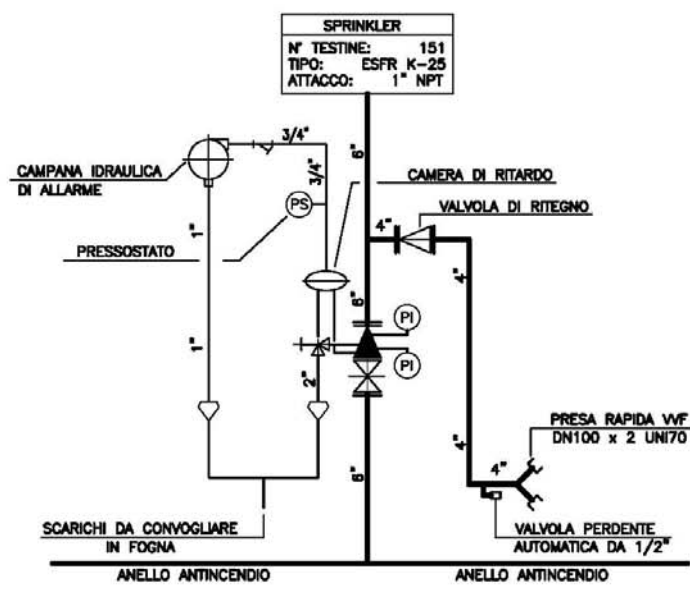 SPRINKLER
N° TESTINE: 151
TIPO: ESFR K-25
ATTACCO: 1" NPT
3/4"
3/4"
6"
CAMERA DI RITARDO
CAMPANA IDRAULICA
DI ALLARME
VALVOLA DI RITEGNO
4"
PS
1"
PRESSOSTATO
4"
6"
PI
1"
2"
PI
PRESA RAPIDA VVF
DN100 x 2 UNI70
4"
4"
6"
SCARICHI DA CONVOGLIARE
IN FOGNA
VALVOLA PERDENTE
AUTOMATICA DA 1/2"
ANELLO ANTINCENDIO
ANELLO ANTINCENDIO